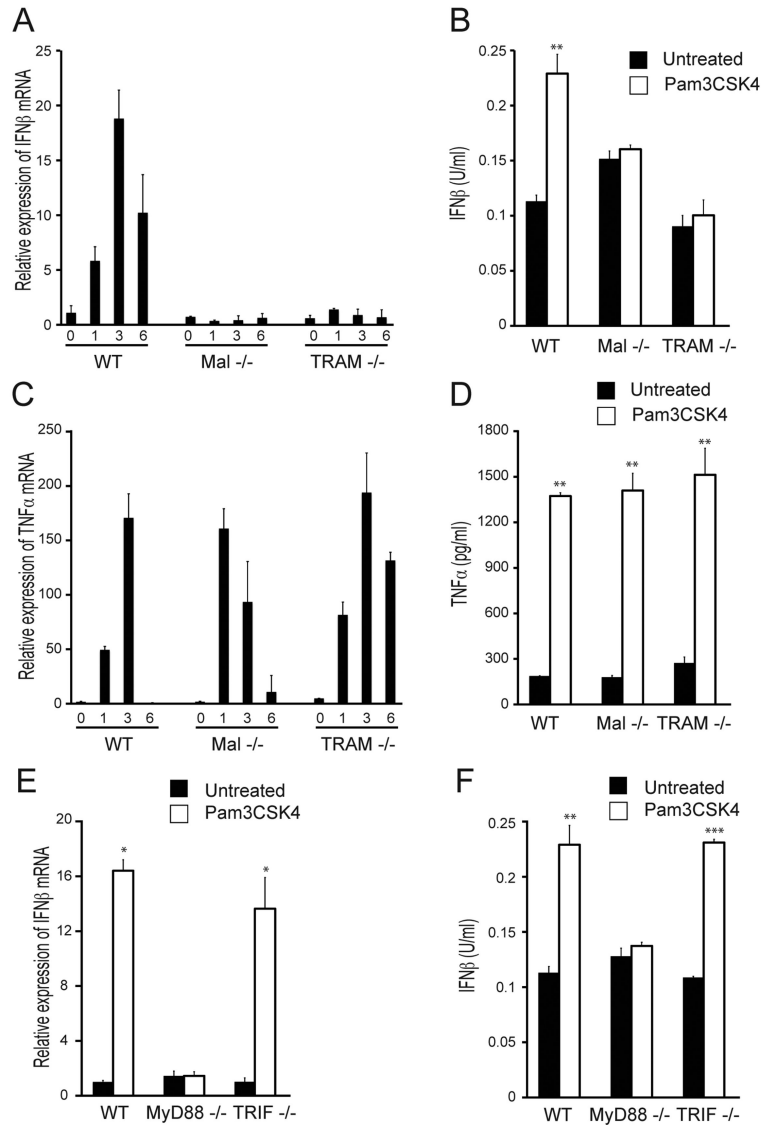 A
Relative expression of IFNβ mRNA
25
20
15
10
5
0
0 1 3 6 0 1 3 6 0 1 3 6
WT Mal -/- TRAM -/-
B
Untreated
Pam3CSK4
IFNβ (U/ml)
0.25
0.2
0.15
0.1
0.05
0
**
WT Mal -/- TRAM -/-
C
Relative expression of TNFα mRNA
250
200
150
100
50
0
0 1 3 6 0 1 3 6 0 1 3 6
WT Mal -/- TRAM -/-
D
Untreated
Pam3CSK4
TNFα (pg/ml)
1800
1500
1200
900
600
300
0
** ** **
WT Mal -/- TRAM -/-
E
Untreated
Pam3CSK4
Relative expression of IFNβ mRNA
20
16
12
8
4
0
* *
WT MyD88 -/- TRIF -/-
F
Untreated
Pam3CSK4
IFNβ (U/ml)
0.25
0.2
0.15
0.1
0.05
0
** ***
WT MyD88 -/- TRIF -/-